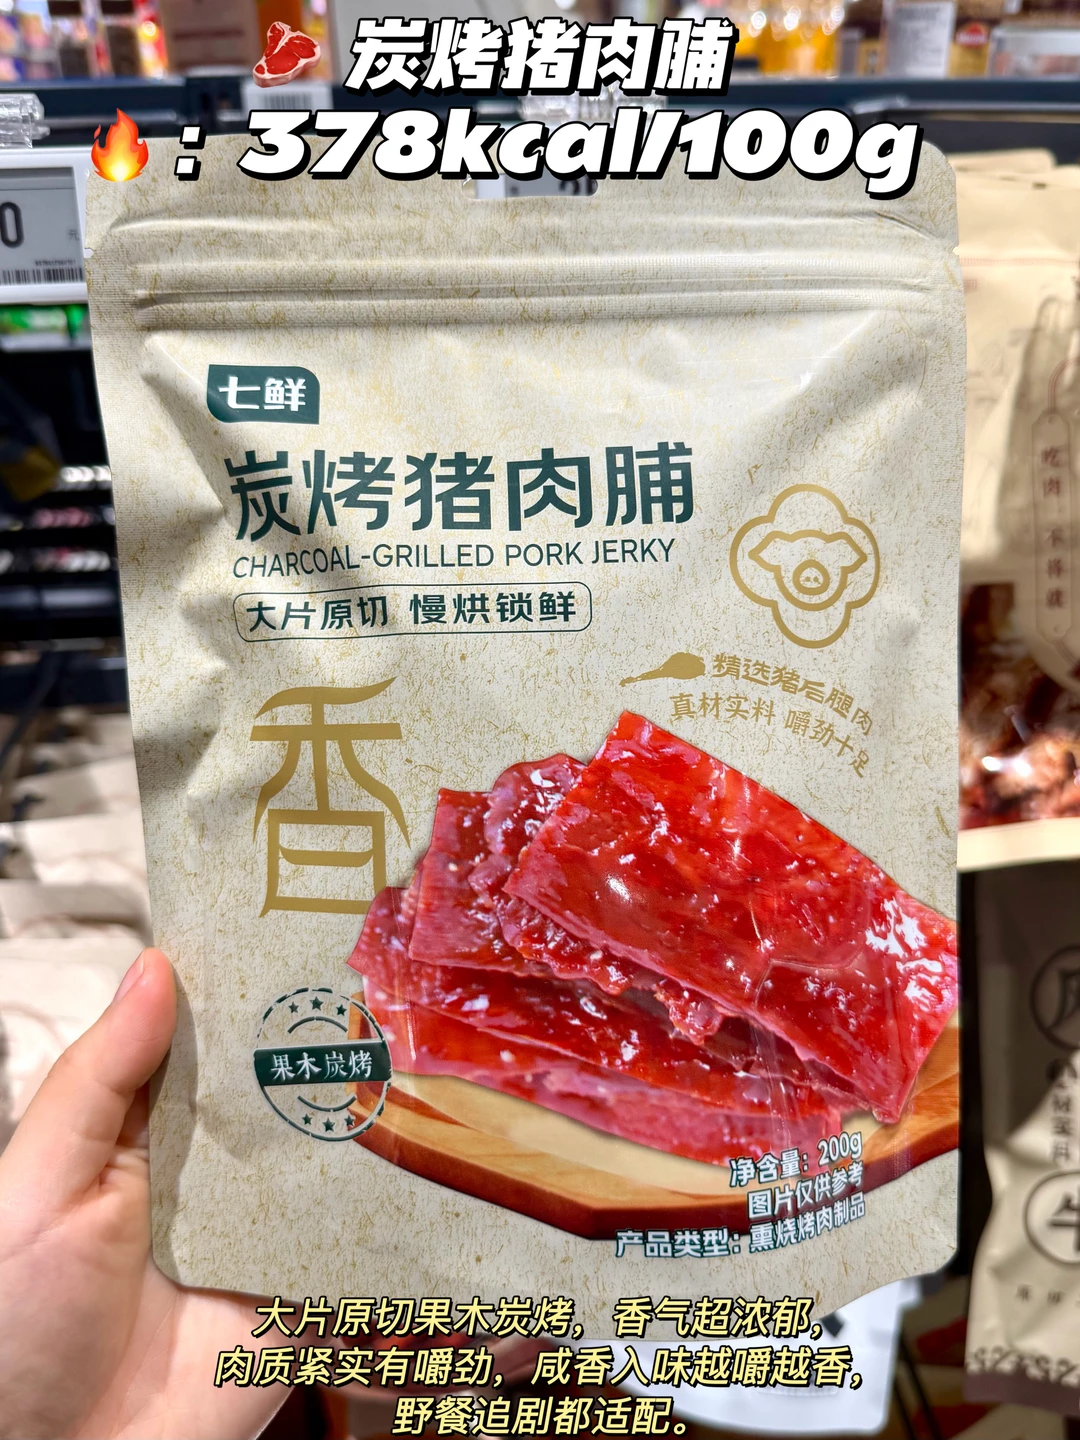 炭烤猪肉脯
：378kcal/100g
七鲜
炭烤猪肉脯
CHARCOAL-GRILLED PORK JERKY
大片原切 慢烘锁鲜
精选猪后腿肉
真材实料 嚼劲十足
香
果木炭烤
净含量：200g
图片仅供参考
产品类型：熏烧烤肉制品
大片原切果木炭烤，香气超浓郁，
肉质紧实有嚼劲，咸香入味越嚼越香，
野餐追剧都适配。